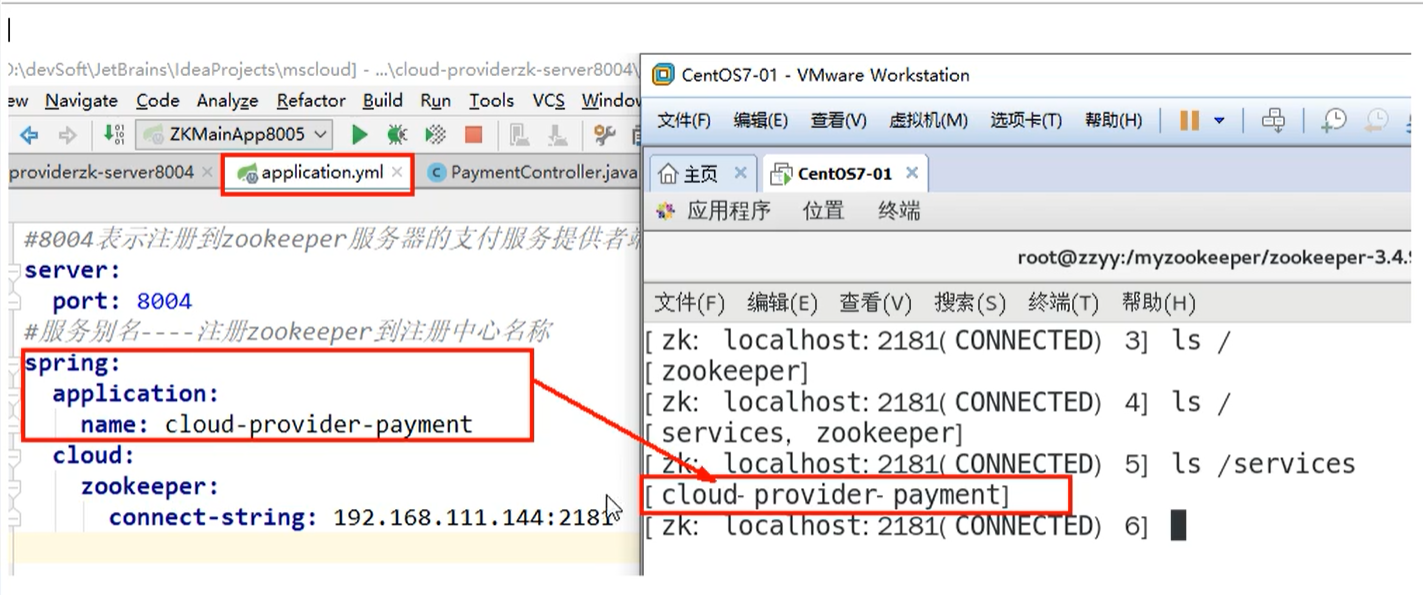 D:\devSoft\JetBrains\IdeaProjects\mscloud] - ...\cloud-providerzk-server8004\
ew Navigate Code Analyze Refactor Build Run Tools VCS Window
ZKMainApp8005
providerzk-server8004 application.yml PaymentController.java
#8004表示注册到zookeeper服务器的支付服务提供者端
server:
port: 8004
#服务别名----注册zookeeper到注册中心名称
spring:
application:
name: cloud-provider-payment
cloud:
zookeeper:
connect-string: 192.168.111.144:2181
CentOS7-01 - VMware Workstation
文件(F) 编辑(E) 查看(V) 虚拟机(M) 选项卡(T) 帮助(H)
主页 CentOS7-01
应用程序 位置 终端
root@zzyy:/myzookeeper/zookeeper-3.4.9
文件(F) 编辑(E) 查看(V) 搜索(S) 终端(T) 帮助(H)
[zk: localhost:2181(CONNECTED) 3] ls /
[zookeeper]
[zk: localhost:2181(CONNECTED) 4] ls /
[services, zookeeper]
[zk: localhost:2181(CONNECTED) 5] ls /services
[cloud-provider-payment]
[zk: localhost:2181(CONNECTED) 6]